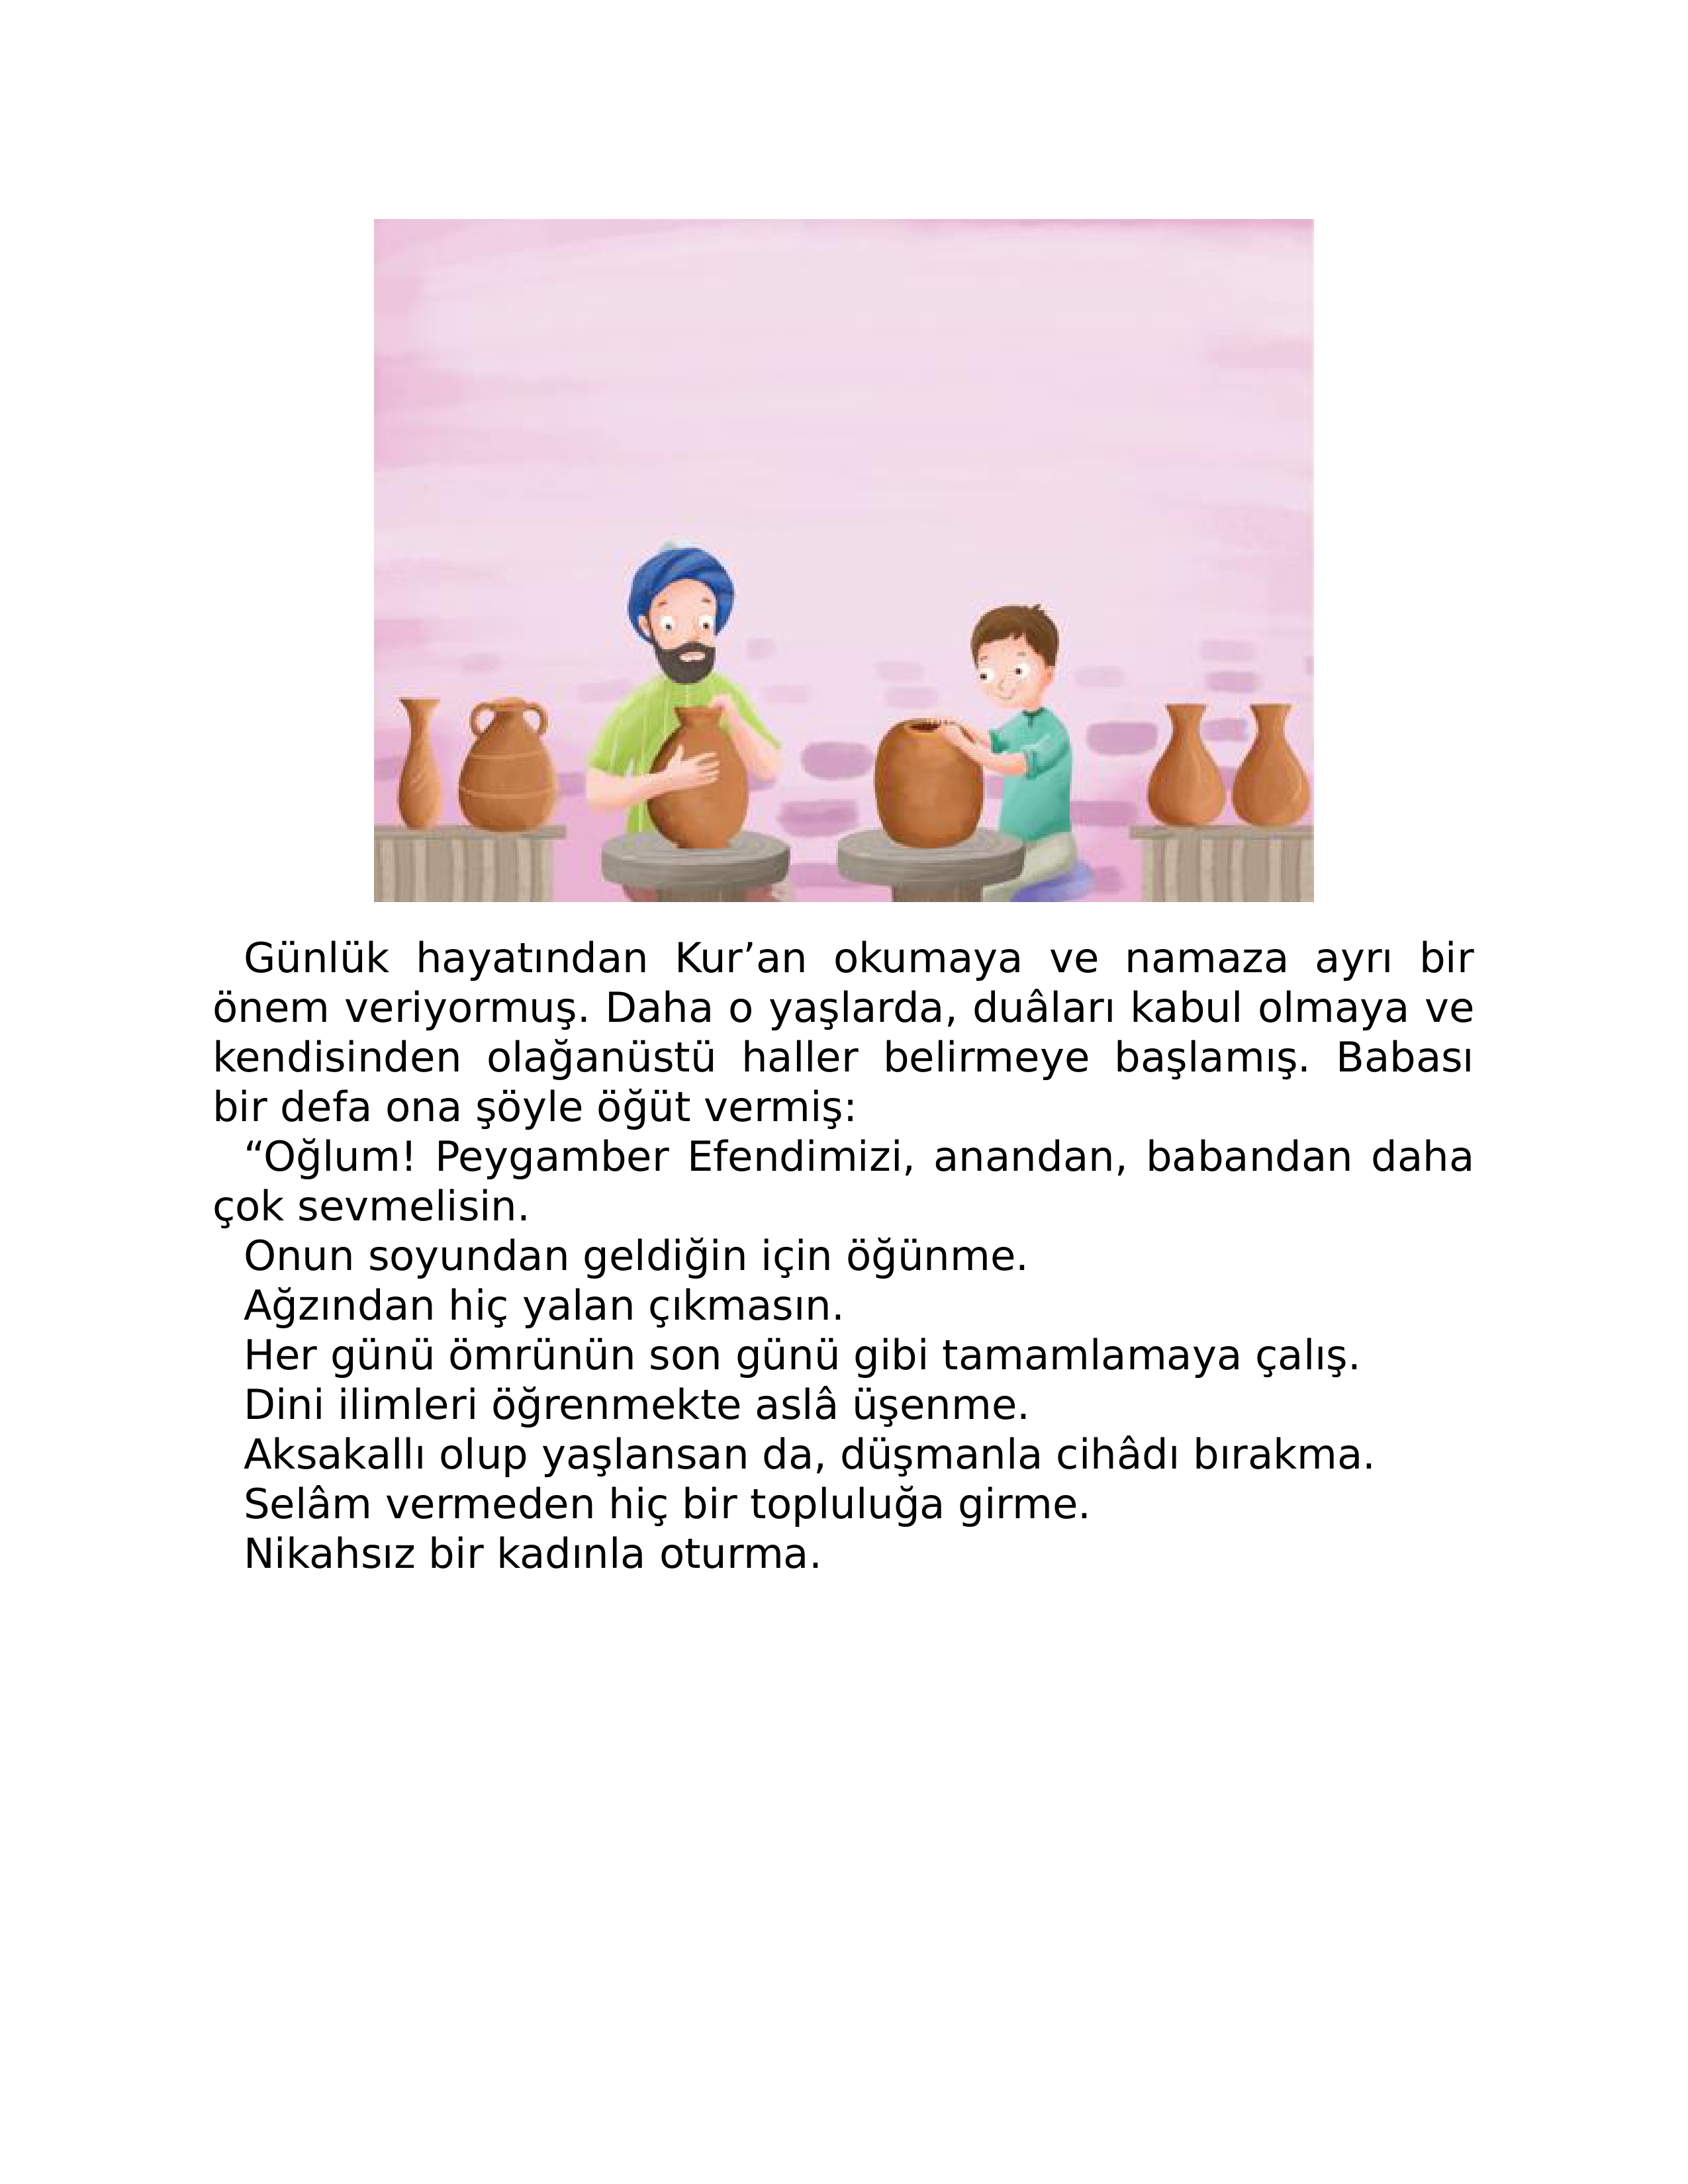 Günlük hayatından Kur’an okumaya ve namaza ayrı bir
önem veriyormuş. Daha o yaşlarda, duâları kabul olmaya ve
kendisinden olağanüstü haller belirmeye başlamış. Babası
bir defa ona şöyle öğüt vermiş:
“Oğlum! Peygamber Efendimizi, anandan, babandan daha
çok sevmelisin.
Onun soyundan geldiğin için öğünme.
Ağzından hiç yalan çıkmasın.
Her günü ömrünün son günü gibi tamamlamaya çalış.
Dini ilimleri öğrenmekte aslâ üşenme.
Aksakallı olup yaşlansan da, düşmanla cihâdı bırakma.
Selâm vermeden hiç bir topluluğa girme.
Nikahsız bir kadınla oturma.